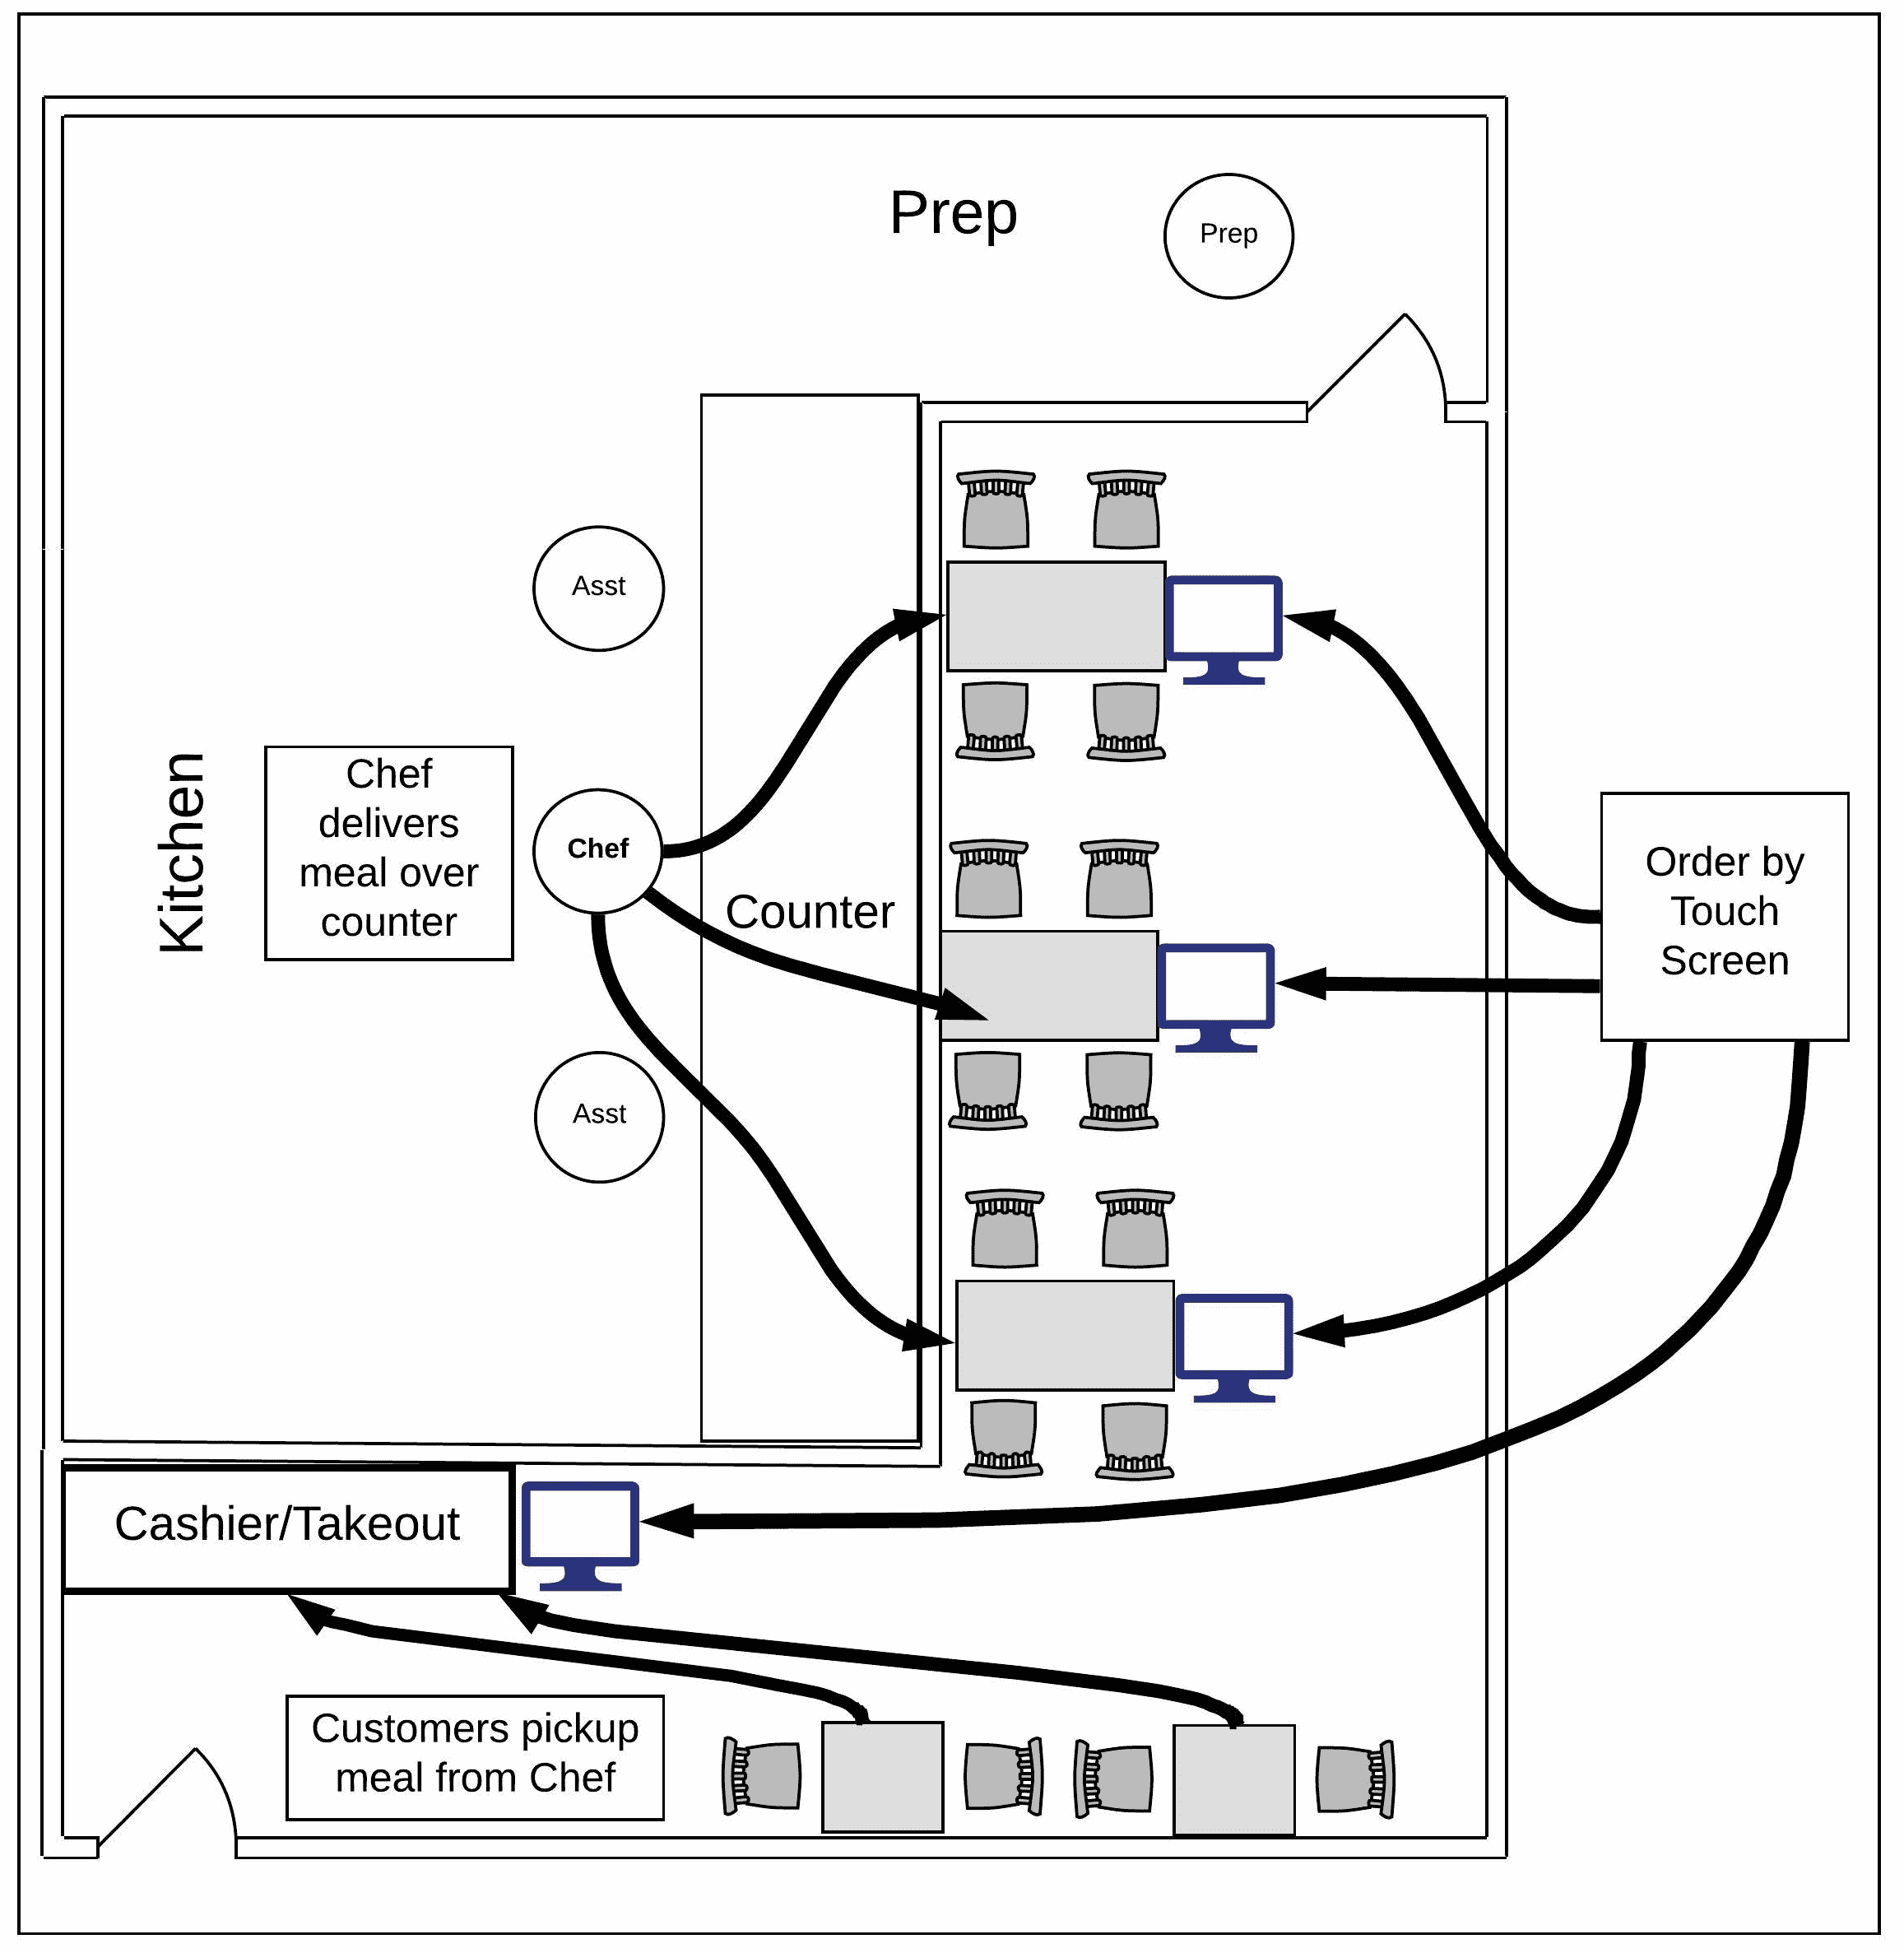 Prep
Prep
Asst
Kitchen
Chef
delivers
meal over
counter
Chef
Counter
Order by
Touch
Screen
Asst
Cashier/Takeout
Customers pickup
meal from Chef